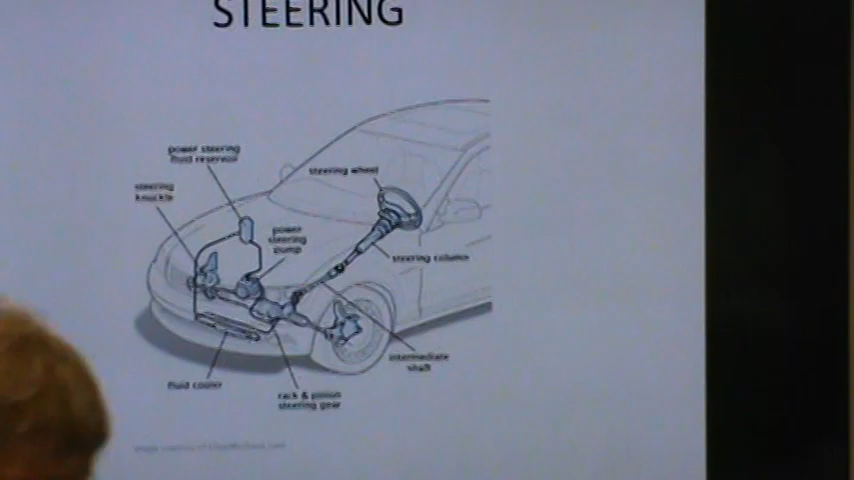 STEERING
power steering
fluid reservoir
steering wheel
steering
knuckle
power
steering
pump
steering column
intermediate
shaft
fluid cooler
rack & pinion
steering gear